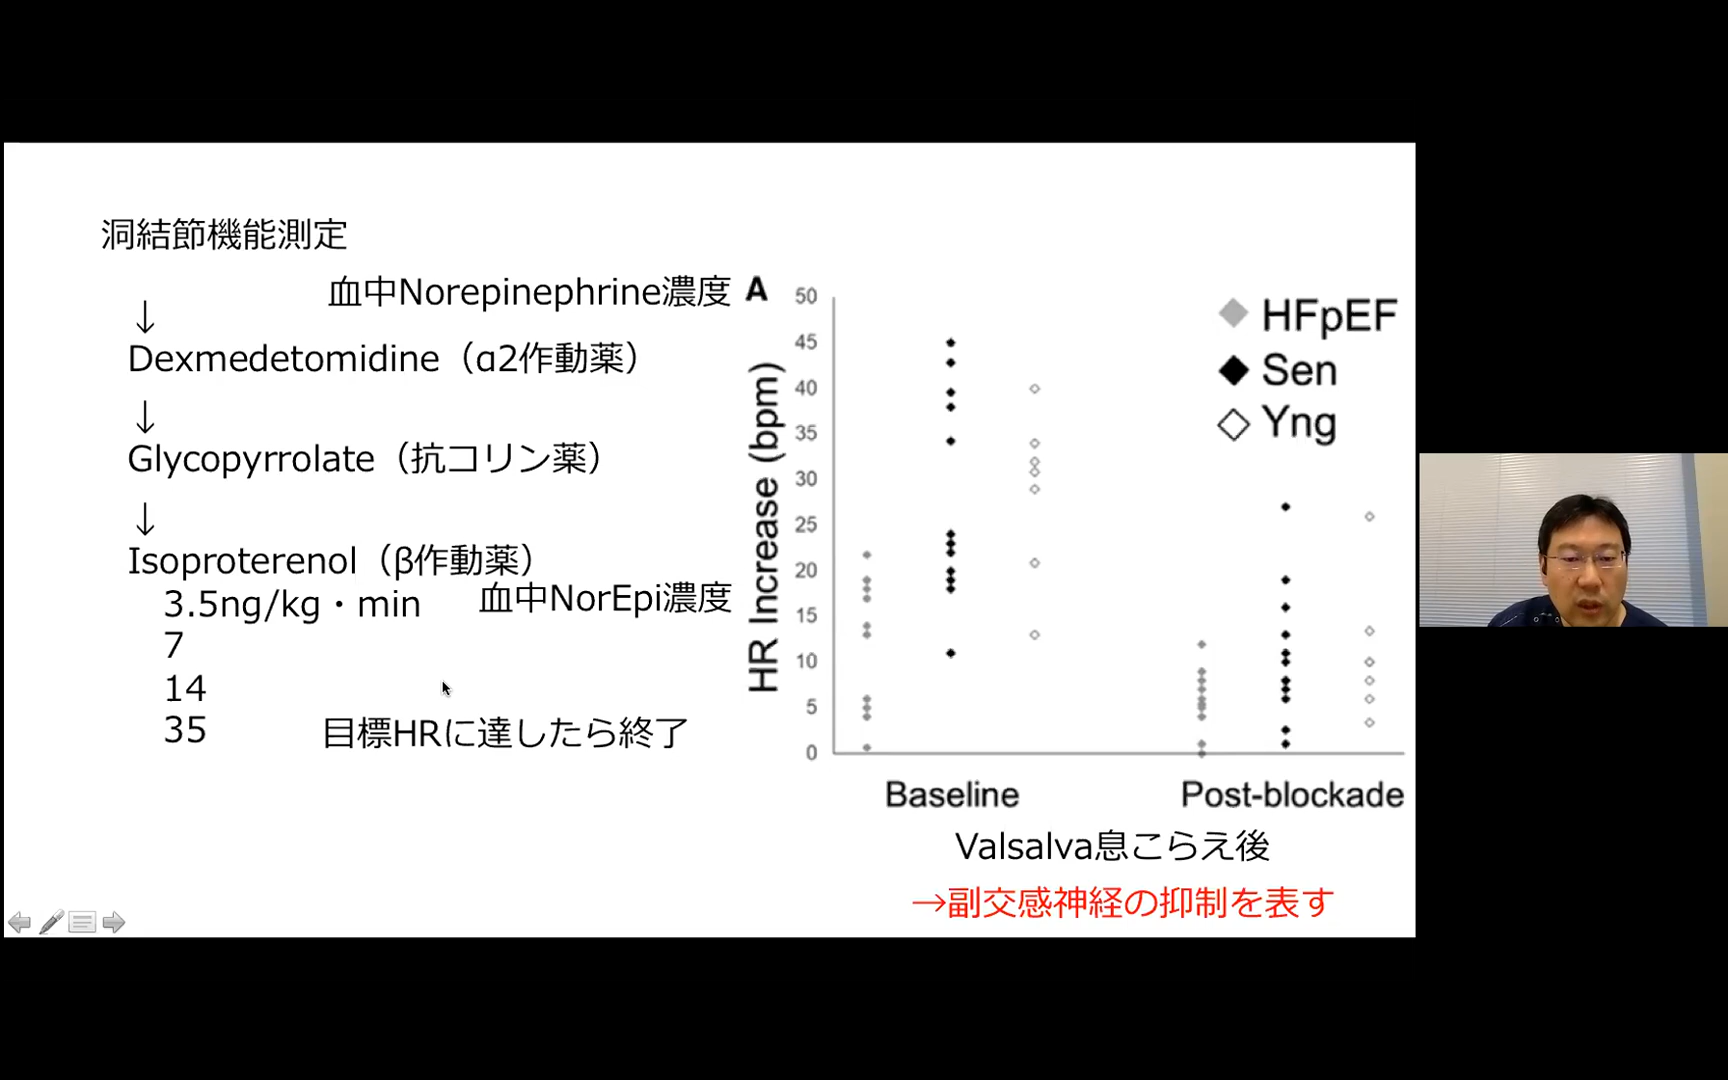 洞結節機能測定
血中Norepinephrine濃度
↓
Dexmedetomidine（α2作動薬）
↓
Glycopyrrolate（抗コリン薬）
↓
Isoproterenol（β作動薬）
3.5ng/kg・min
血中NorEpi濃度
7
14
35
目標HRに達したら終了
A
HR Increase (bpm)
50
45
40
35
30
25
20
15
10
5
0
HFpEF
Sen
Yng
Baseline
Post-blockade
Valsalva息こらえ後
→副交感神経の抑制を表す